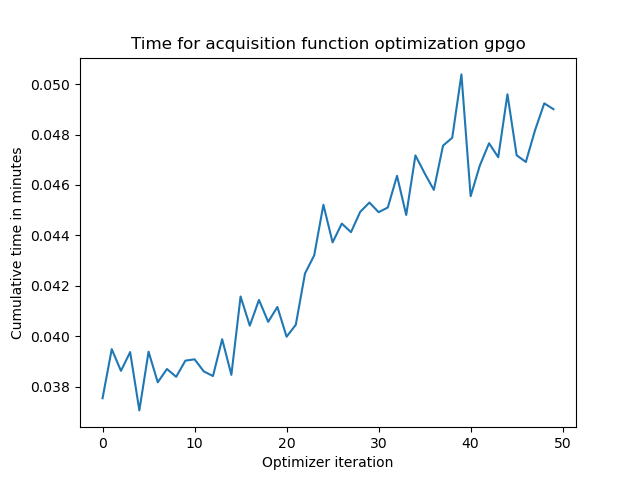 Time for acquisition function optimization gpgo
0.050
0.048
0.046
0.044
0.042
0.040
0.038
Cumulative time in minutes
0 10 20 30 40 50
Optimizer iteration